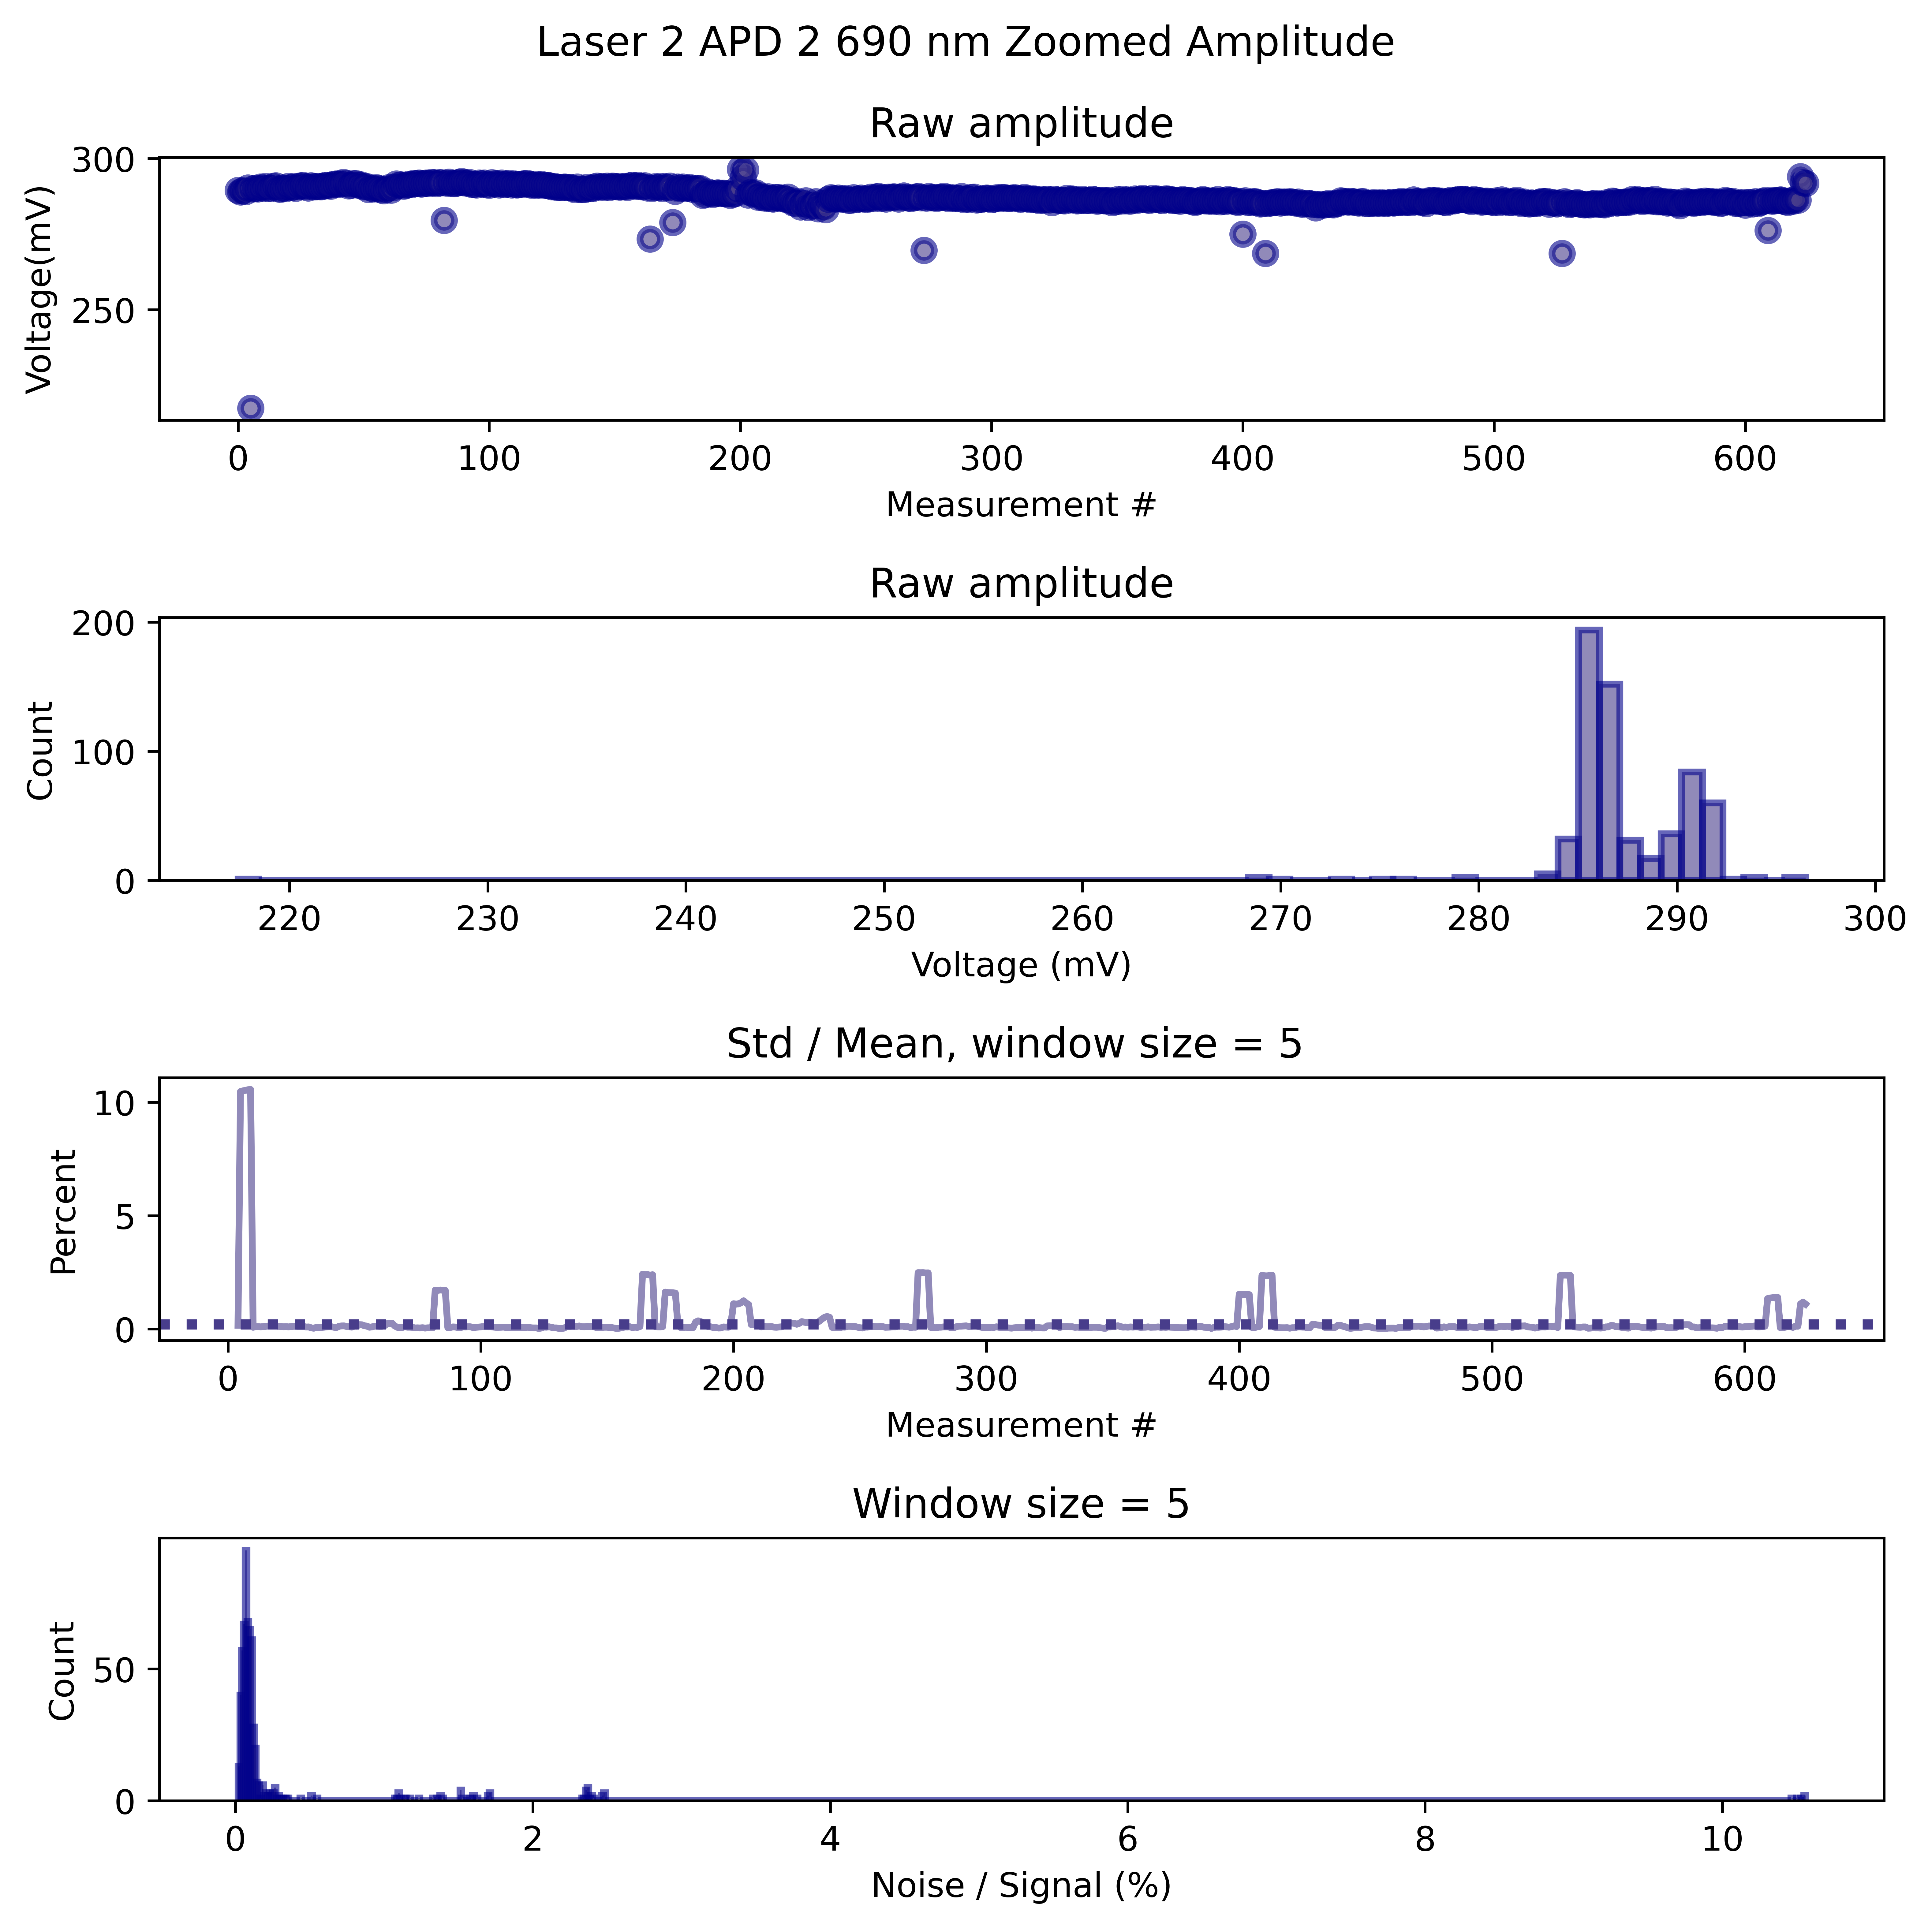 Laser 2 APD 2 690 nm Zoomed Amplitude
Raw amplitude
300
250
Voltage(mV)
0 100 200 300 400 500 600
Measurement #
Raw amplitude
200
100
0
Count
220 230 240 250 260 270 280 290 300
Voltage (mV)
Std / Mean, window size = 5
10
5
0
Percent
0 100 200 300 400 500 600
Measurement #
Window size = 5
50
0
Count
0 2 4 6 8 10
Noise / Signal (%)